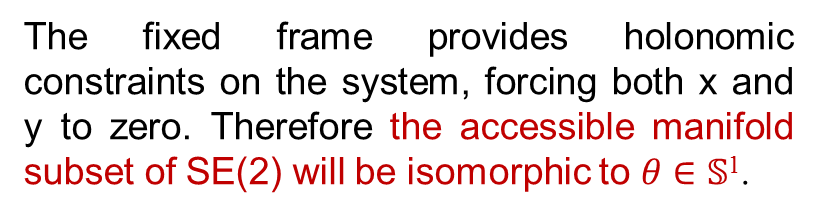 The fixed frame provides holonomic
constraints on the system, forcing both x and
y to zero. Therefore the accessible manifold
subset of SE(2) will be isomorphic to θ ∈ 𝕊¹.